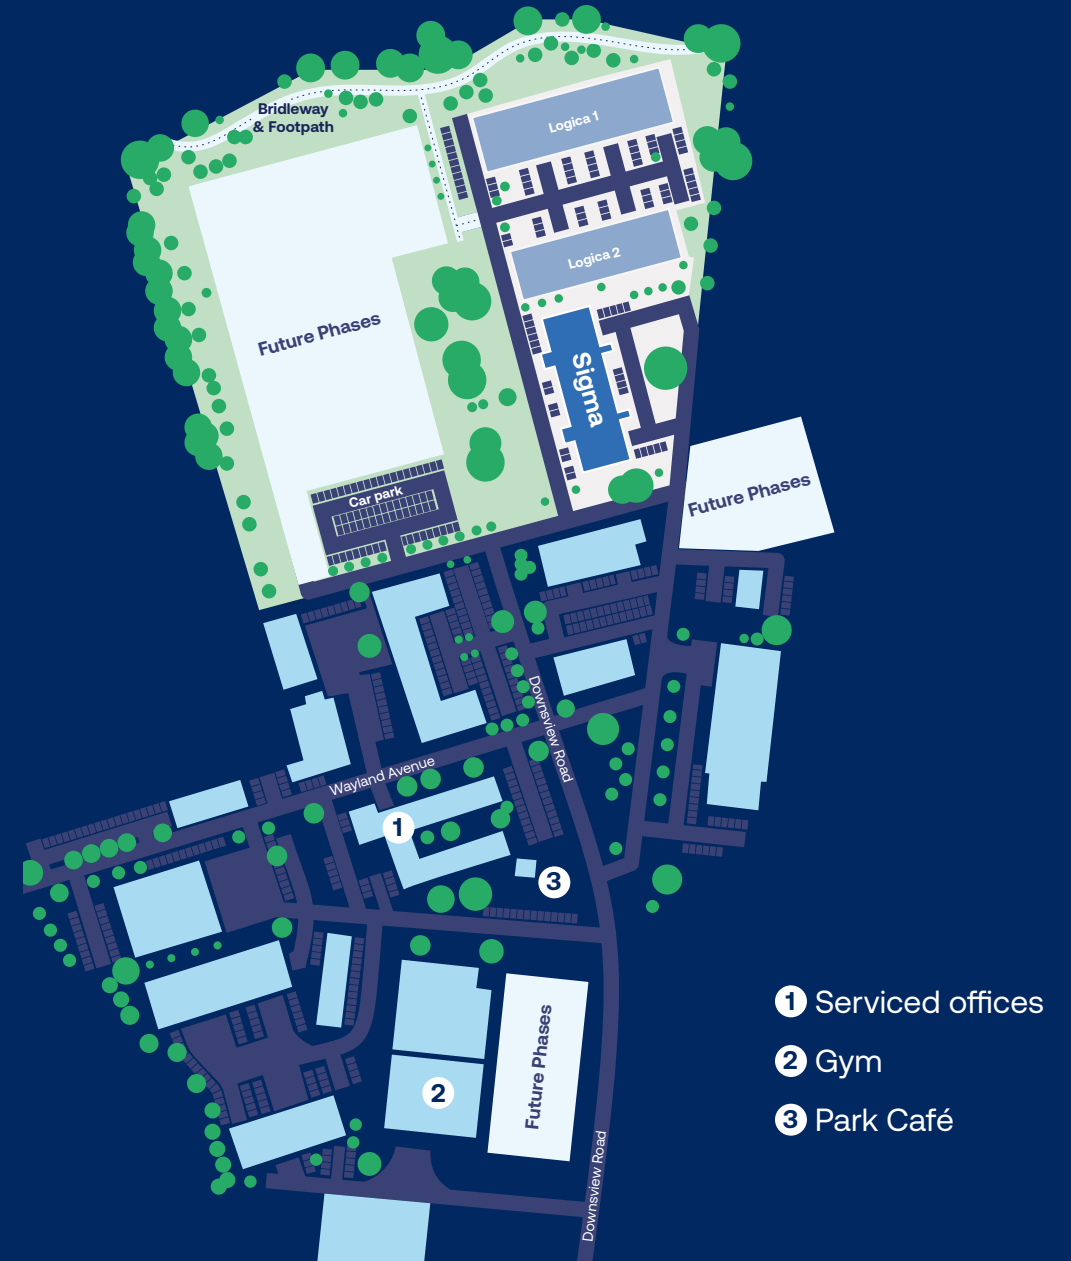 Bridleway
& Footpath
Logica 1
Logica 2
Future Phases
Sigma
Car park
Future Phases
Downsview Road
Wayland Avenue
1
3
2
Future Phases
Downsview Road
1 Serviced offices
2 Gym
3 Park Café